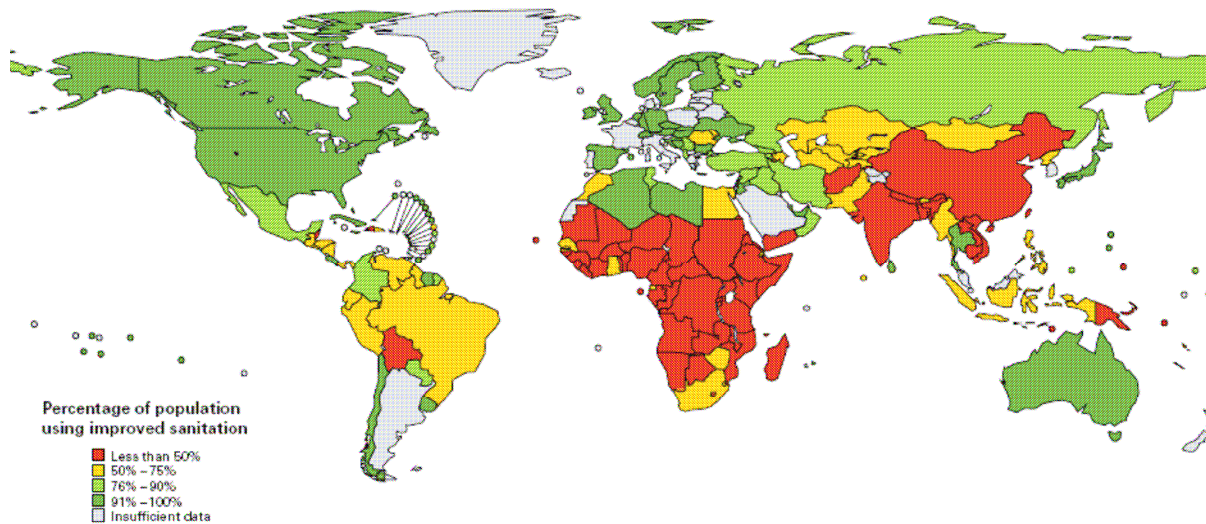 Percentage of population
using improved sanitation
Less than 50%
50% – 75%
76% – 90%
91% – 100%
Insufficient data